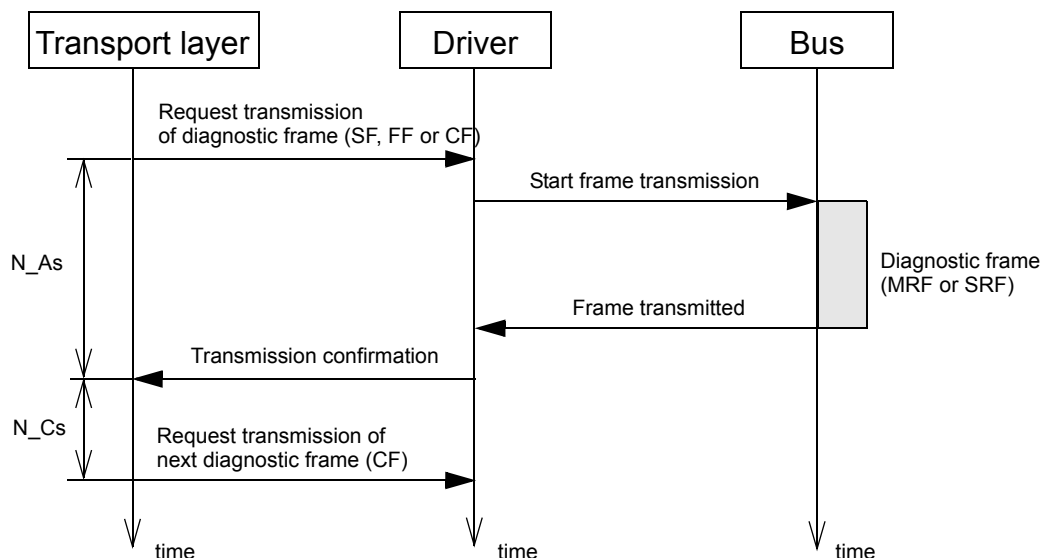 Transport layer
Driver
Bus
Request transmission
of diagnostic frame (SF, FF or CF)
Start frame transmission
N_As
Diagnostic frame
(MRF or SRF)
Frame transmitted
Transmission confirmation
N_Cs
Request transmission of
next diagnostic frame (CF)
time
time
time